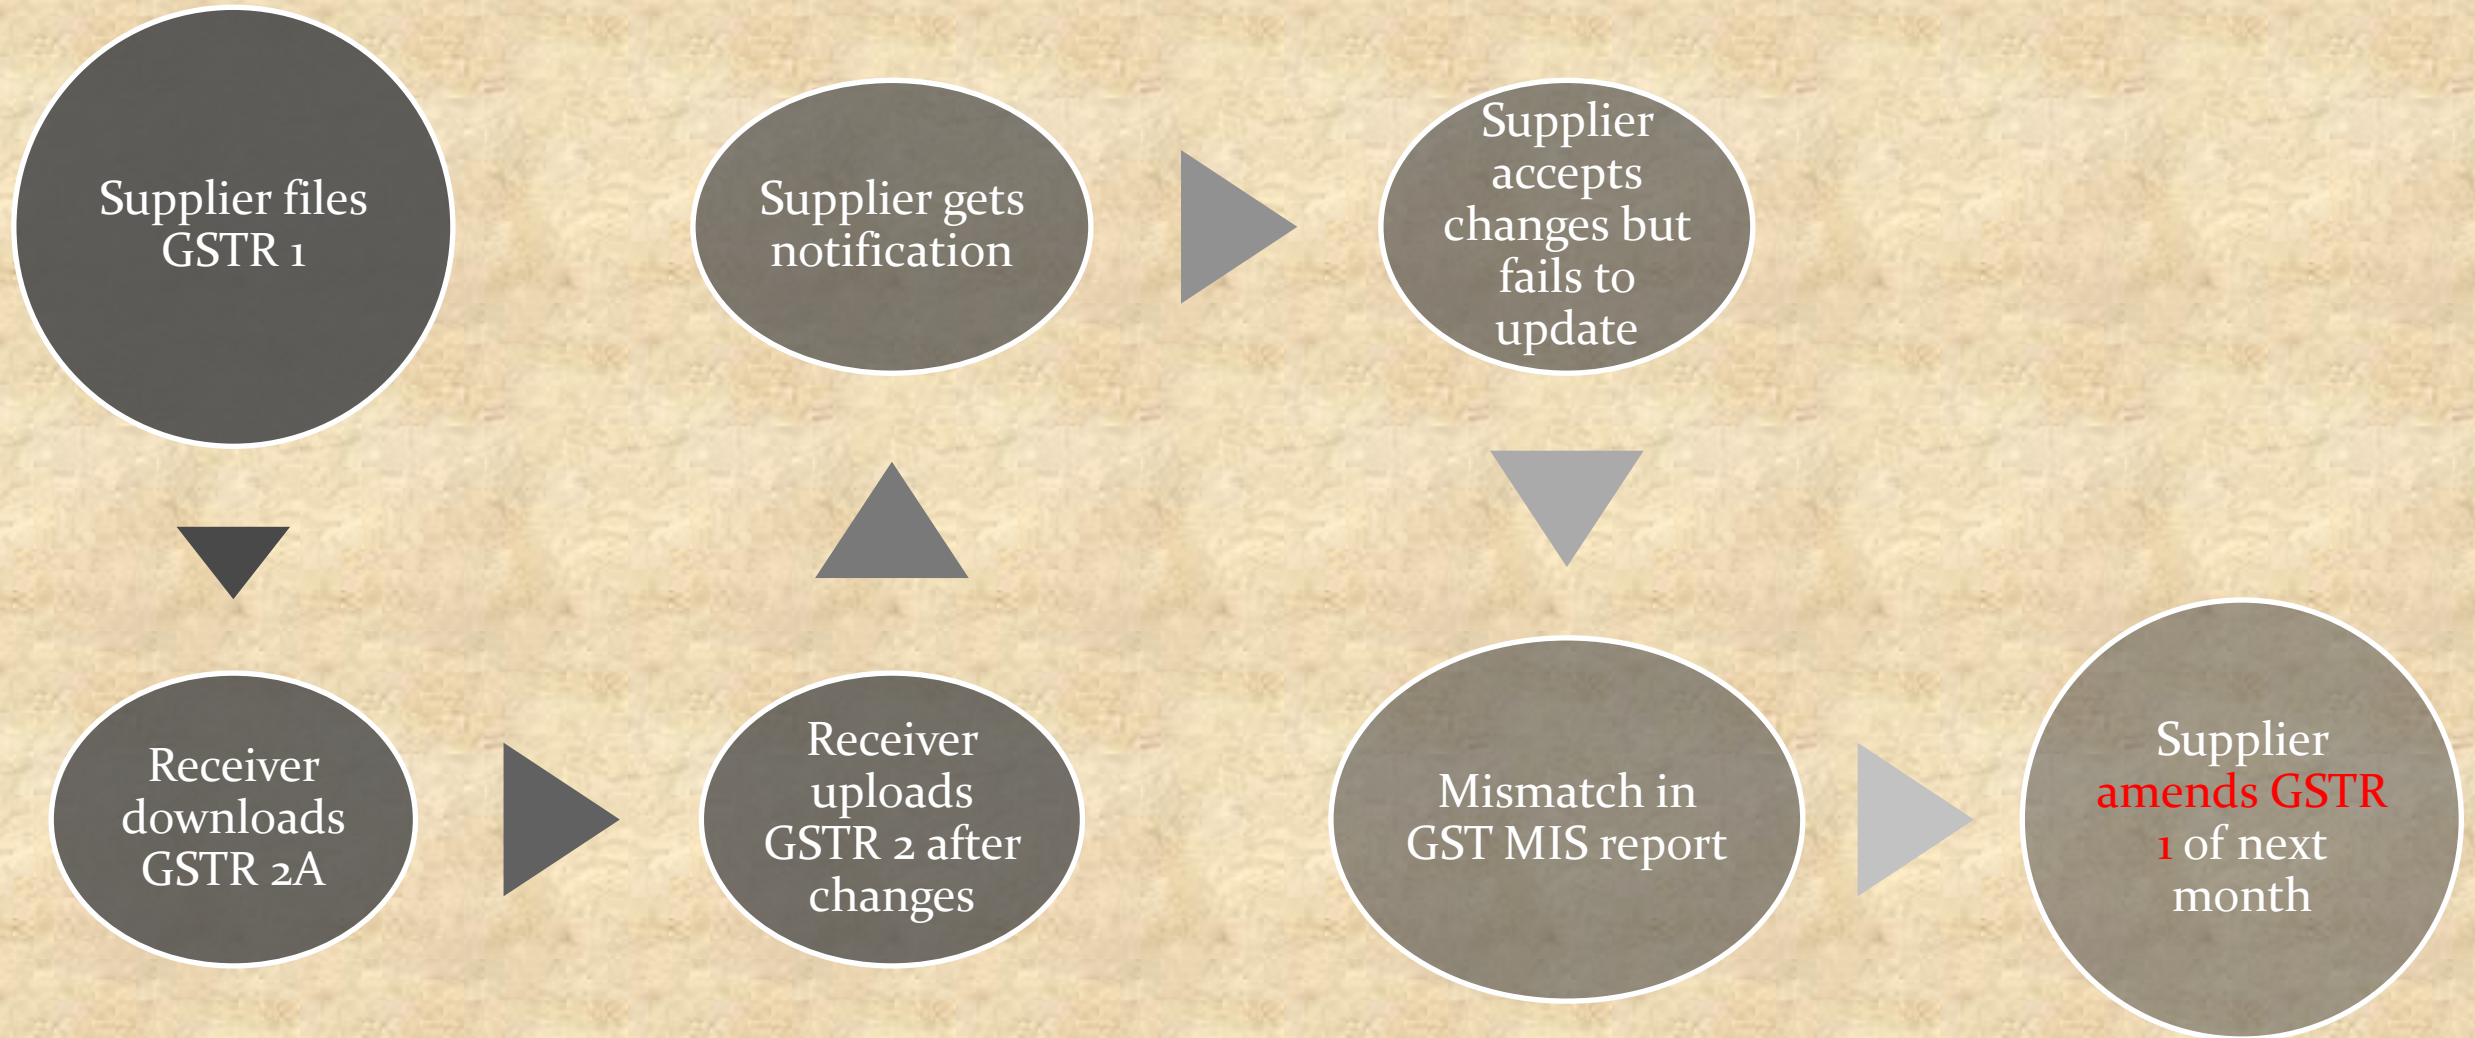 Supplier files
GSTR 1
Receiver
downloads
GSTR 2A
Receiver
uploads
GSTR 2 after
changes
Supplier gets
notification
Supplier
accepts
changes but
fails to
update
Mismatch in
GST MIS report
Supplier
amends GSTR
1 of next
month